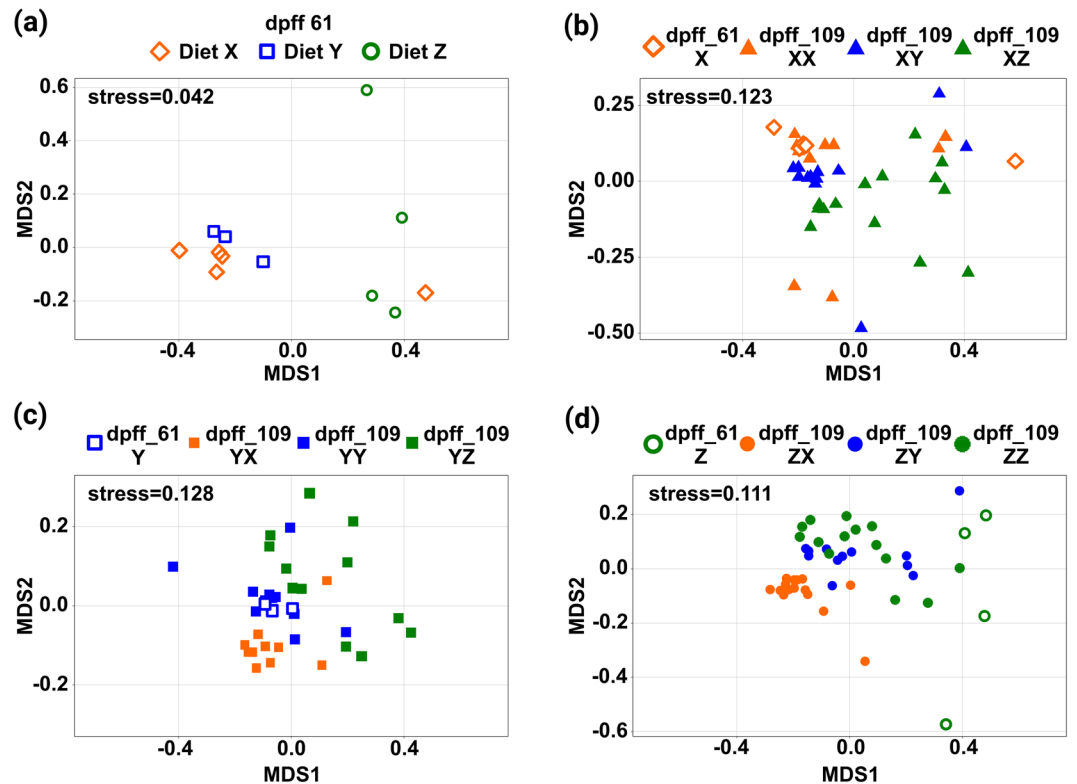 (a)
dpff 61
Diet X Diet Y Diet Z
stress=0.042
0.6
0.4
0.2
0.0
-0.2
MDS2
-0.4 0.0 0.4
MDS1
(b)
dpff_61 dpff_109 dpff_109 dpff_109
X XX XY XZ
stress=0.123
0.25
0.00
-0.25
-0.50
MDS2
-0.4 0.0 0.4
MDS1
(c)
dpff_61 dpff_109 dpff_109 dpff_109
Y YX YY YZ
stress=0.128
0.2
0.0
-0.2
MDS2
-0.4 0.0 0.4
MDS1
(d)
dpff_61 dpff_109 dpff_109 dpff_109
Z ZX ZY ZZ
stress=0.111
0.2
0.0
-0.2
-0.4
-0.6
MDS2
-0.4 0.0 0.4
MDS1